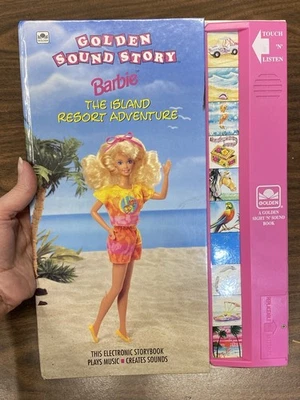 GOLDEN
GOLDEN
SOUND STORY
Barbie
THE ISLAND
RESORT ADVENTURE
THIS ELECTRONIC STORYBOOK
PLAYS MUSIC • CREATES SOUNDS
TOUCH
'N'
LISTEN
GOLDEN
A GOLDEN
SIGHT 'N' SOUND
BOOK